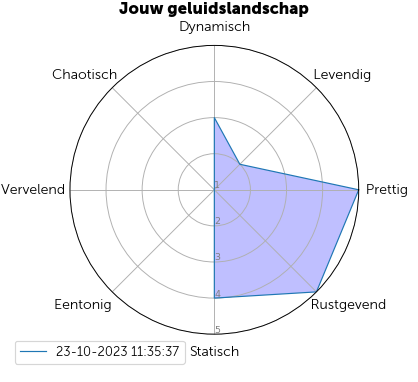 Jouw geluidslandschap
Dynamisch
Chaotisch
Levendig
Vervelend
Prettig
1
2
3
4
5
Eentonig
Rustgevend
Statisch
23-10-2023 11:35:37